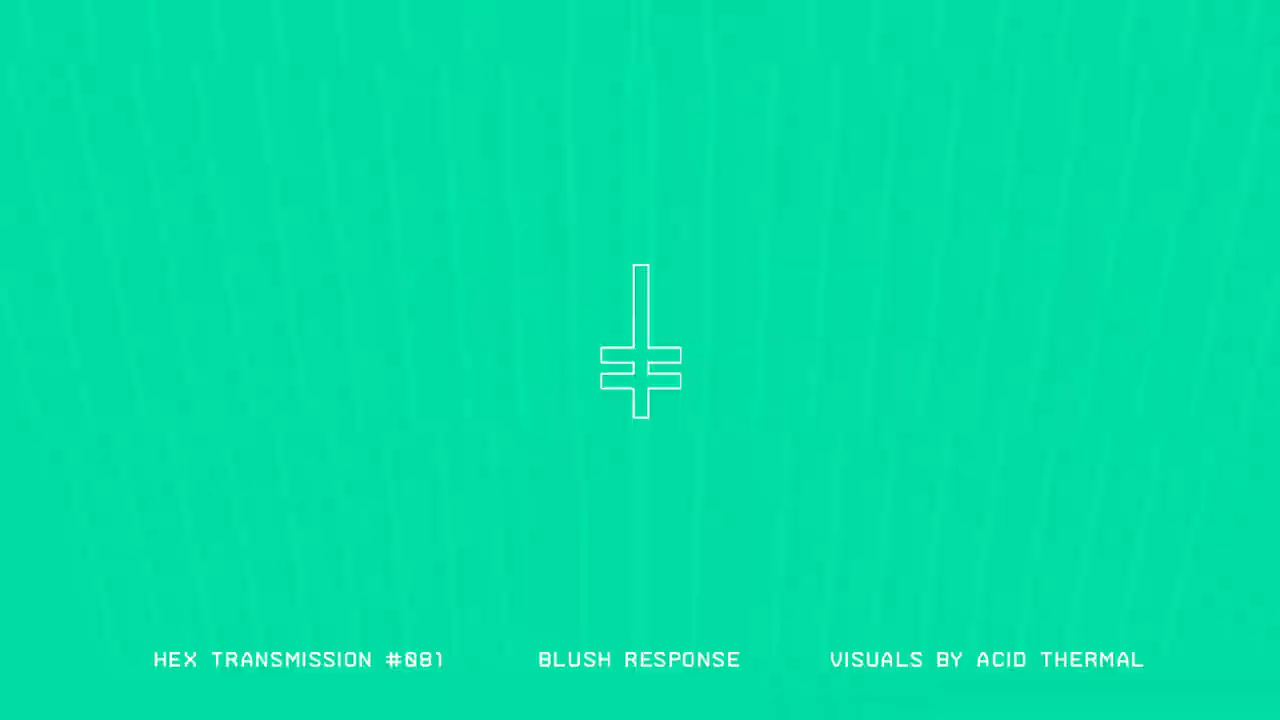 HEX TRANSMISSION #081 BLUSH RESPONSE VISUALS BY ACID THERMAL